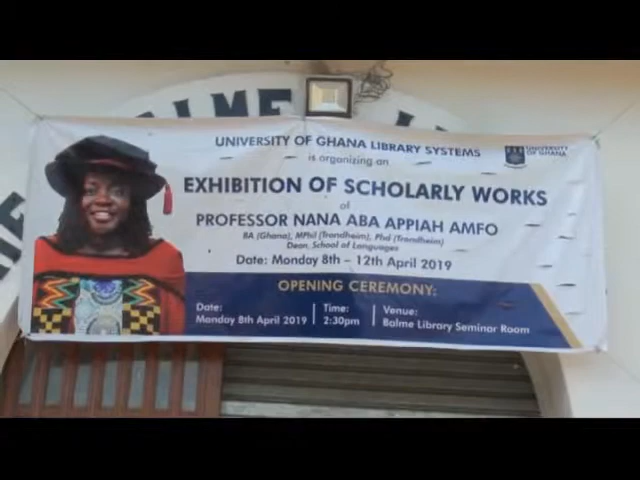 BALME
UNIVERSITY OF GHANA LIBRARY SYSTEMS
UNIVERSITY
OF GHANA
is organizing an
EXHIBITION OF SCHOLARLY WORKS
of
PROFESSOR NANA ABA APPIAH AMFO
BA (Ghana), MPhil (Trondheim), Phd (Trondheim)
Dean, School of Languages
Date: Monday 8th – 12th April 2019
OPENING CEREMONY:
Date: Time: Venue:
Monday 8th April 2019 2:30pm Balme Library Seminar Room